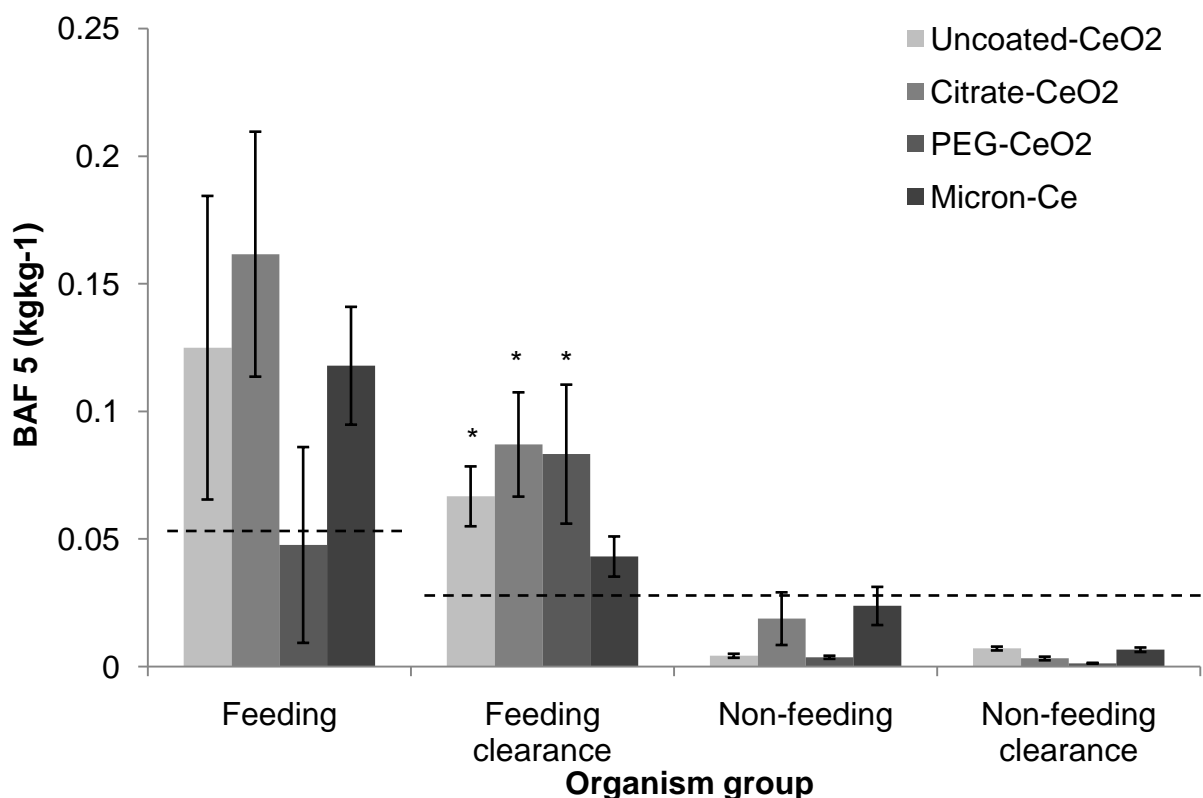 0.25
0.2
0.15
0.1
0.05
0
BAF 5 (kgkg-1)
Uncoated-CeO2
Citrate-CeO2
PEG-CeO2
Micron-Ce
*
*
*
Feeding
Feeding
clearance
Non-feeding
Non-feeding
clearance
Organism group